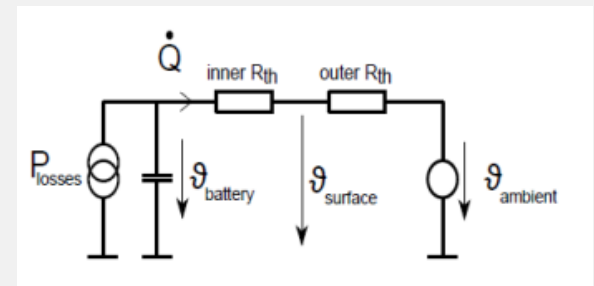 Q̇
inner Rth
outer Rth
Plosses
ϑbattery
ϑsurface
ϑambient